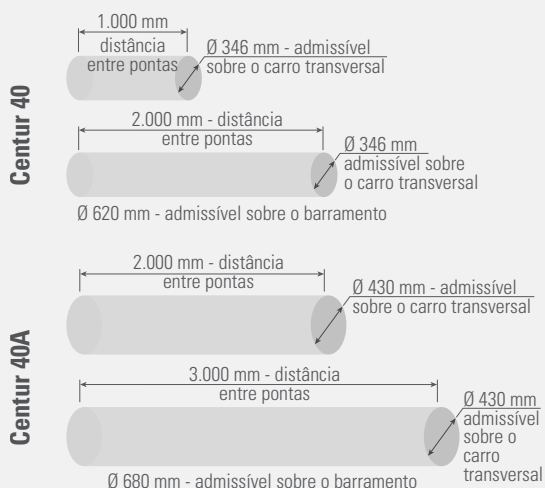 Centur 40
1.000 mm
distância
entre pontas
Ø 346 mm - admissível
sobre o carro transversal
2.000 mm - distância
entre pontas
Ø 346 mm
admissível sobre
o carro transversal
Ø 620 mm - admissível sobre o barramento
Centur 40A
2.000 mm - distância
entre pontas
Ø 430 mm - admissível
sobre o carro transversal
3.000 mm - distância
entre pontas
Ø 430 mm
admissível
sobre o
carro
transversal
Ø 680 mm - admissível sobre o barramento